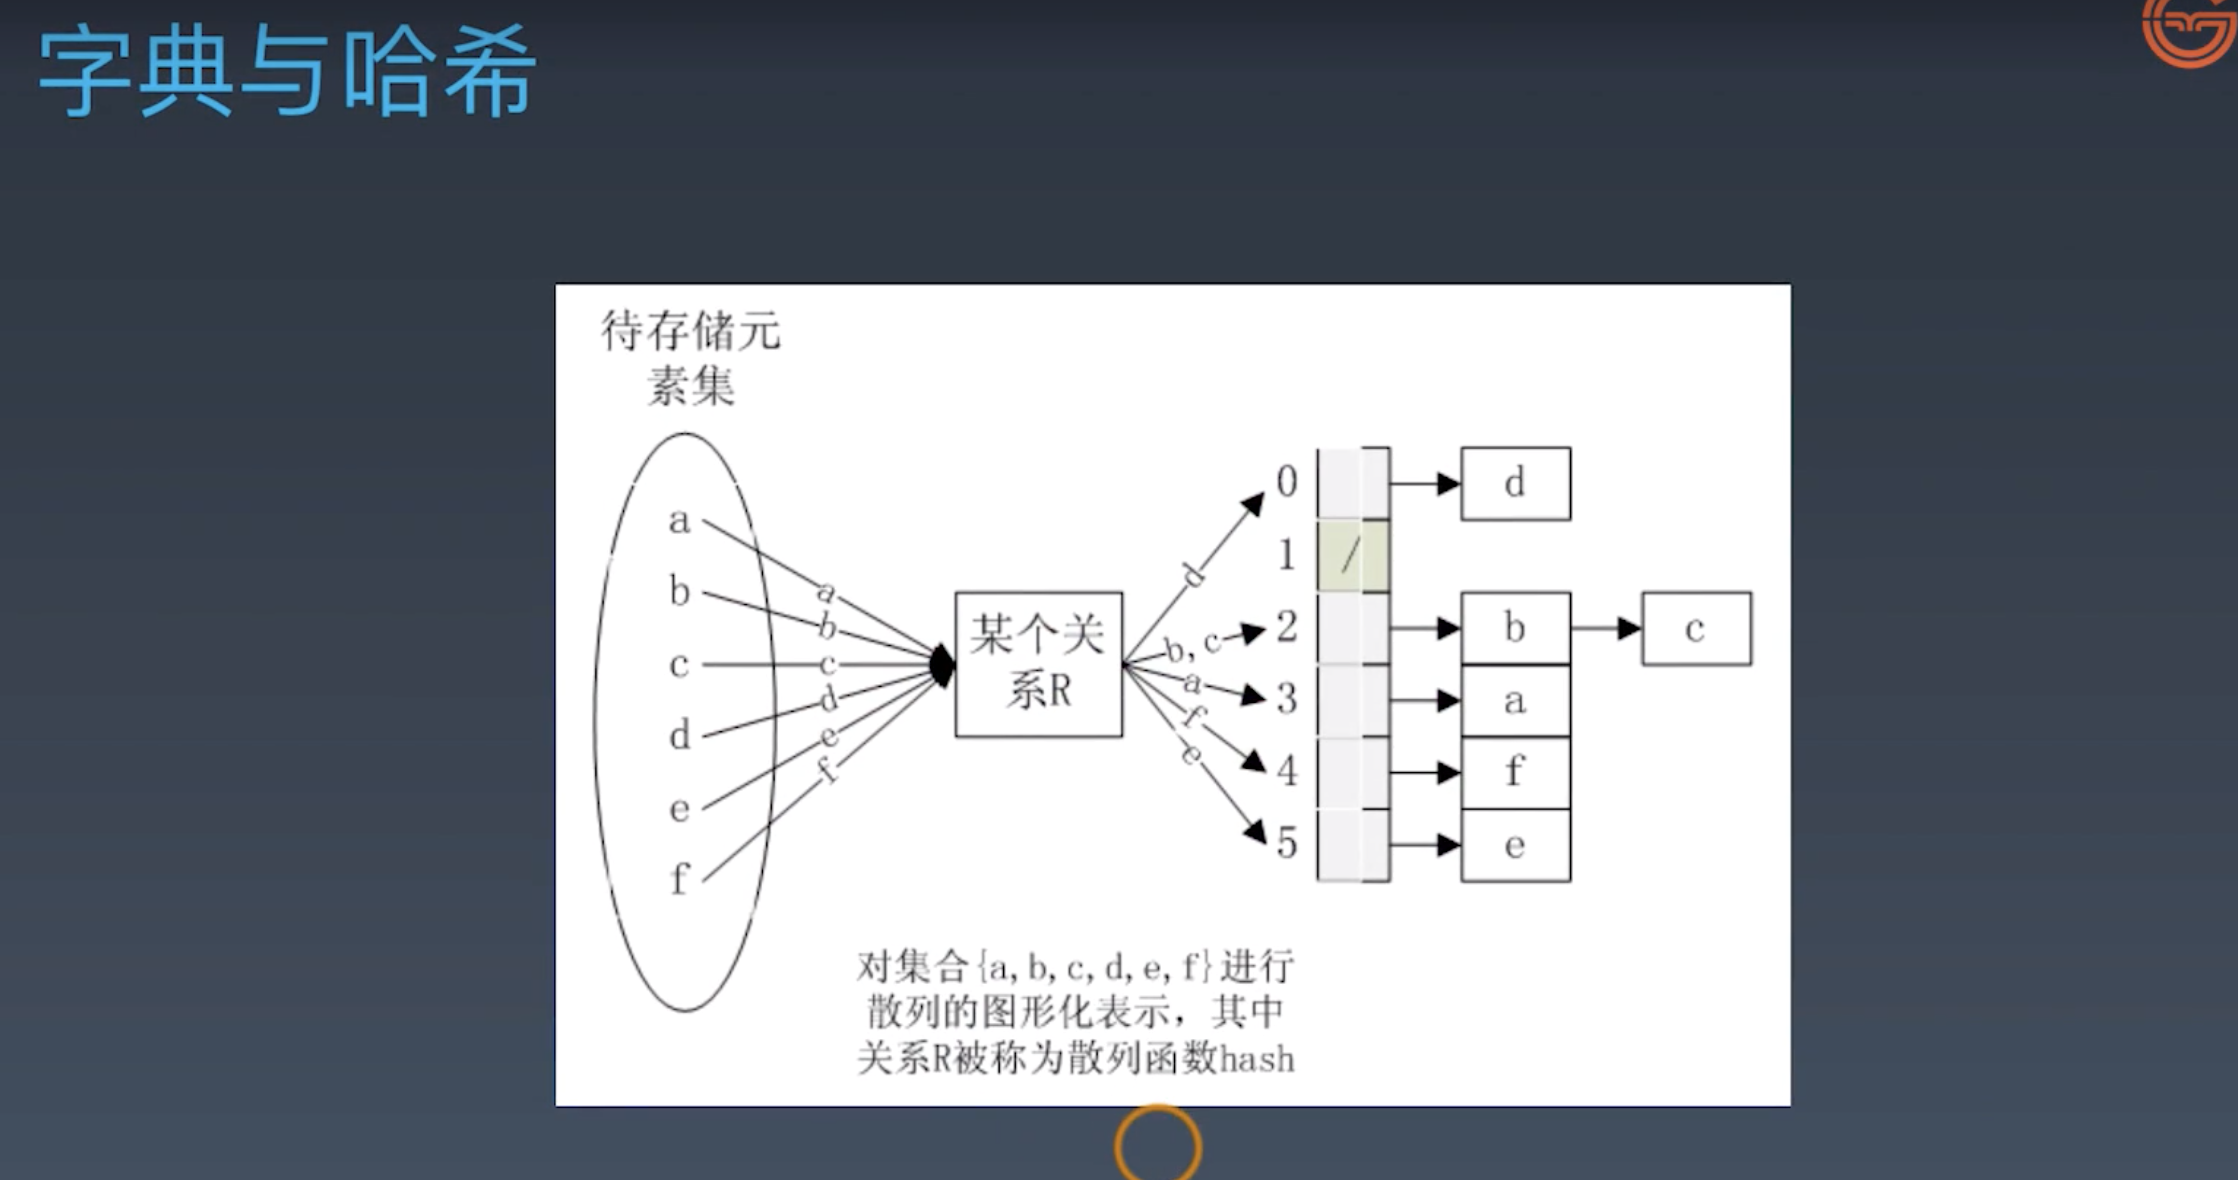 字典与哈希
待存储元
素集
a
b
c
d
e
f
a
b
c
d
e
f
某个关
系R
d
b,c
a
f
e
0
1
/
2
3
4
5
d
b
c
a
f
e
对集合{a,b,c,d,e,f}进行
散列的图形化表示，其中
关系R被称为散列函数hash